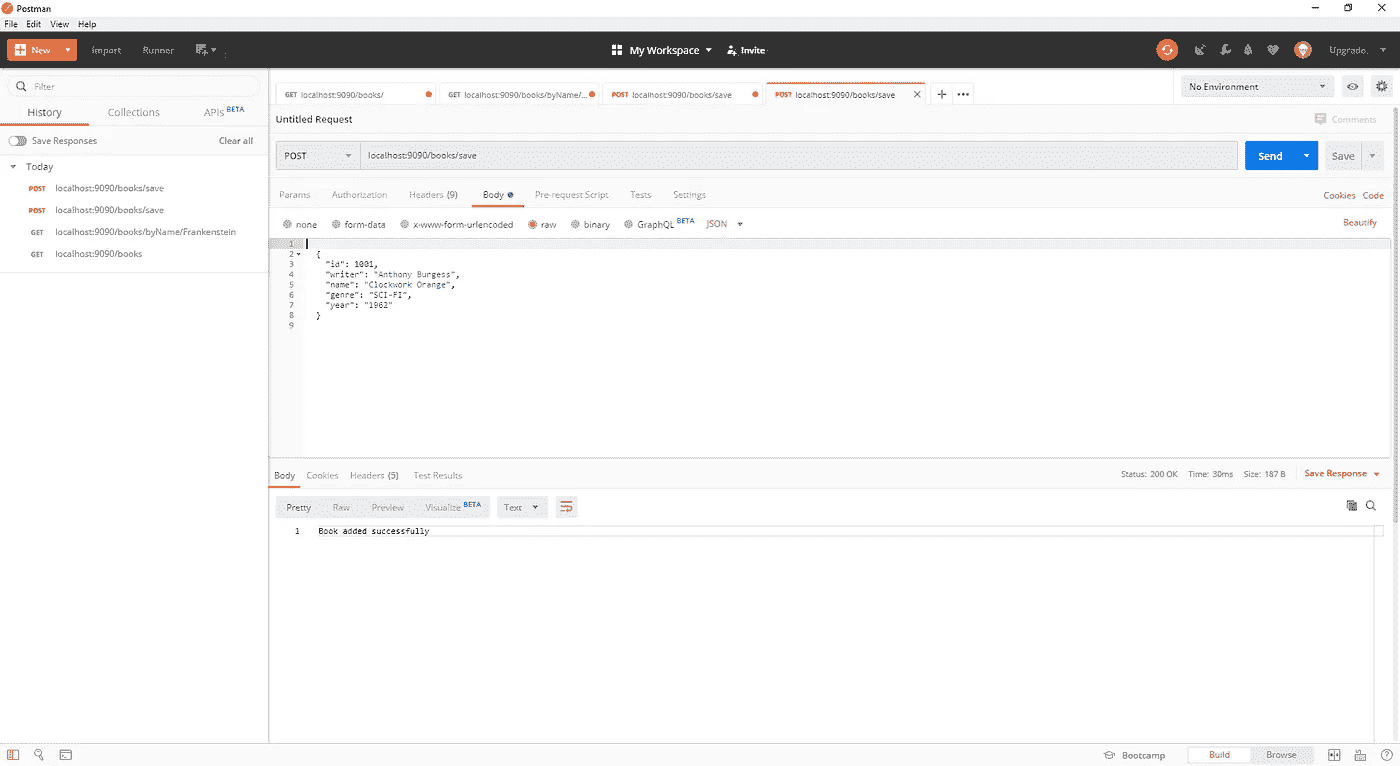 Postman
File Edit View Help
New Import Runner My Workspace Invite Upgrade
Filter
History Collections APIs BETA
Save Responses Clear all
Today
POST localhost:9090/books/save
POST localhost:9090/books/save
GET localhost:9090/books/byName/Frankenstein
GET localhost:9090/books
GET localhost:9090/books/ GET localhost:9090/books/byName/... POST localhost:9090/books/save POST localhost:9090/books/save No Environment
Untitled Request Comments
POST localhost:9090/books/save Send Save
Params Authorization Headers (9) Body Pre-request Script Tests Settings Cookies Code
none form-data x-www-form-urlencoded raw binary GraphQL BETA JSON Beautify
1
2 {
3 "id": 1001,
4 "writer": "Anthony Burgess",
5 "name": "Clockwork Orange",
6 "genre": "SCI-FI",
7 "year": "1962"
8 }
9
Body Cookies Headers (5) Test Results Status: 200 OK Time: 30ms Size: 187 B Save Response
Pretty Raw Preview Visualize BETA Text
1 Book added successfully
Bootcamp Build Browse